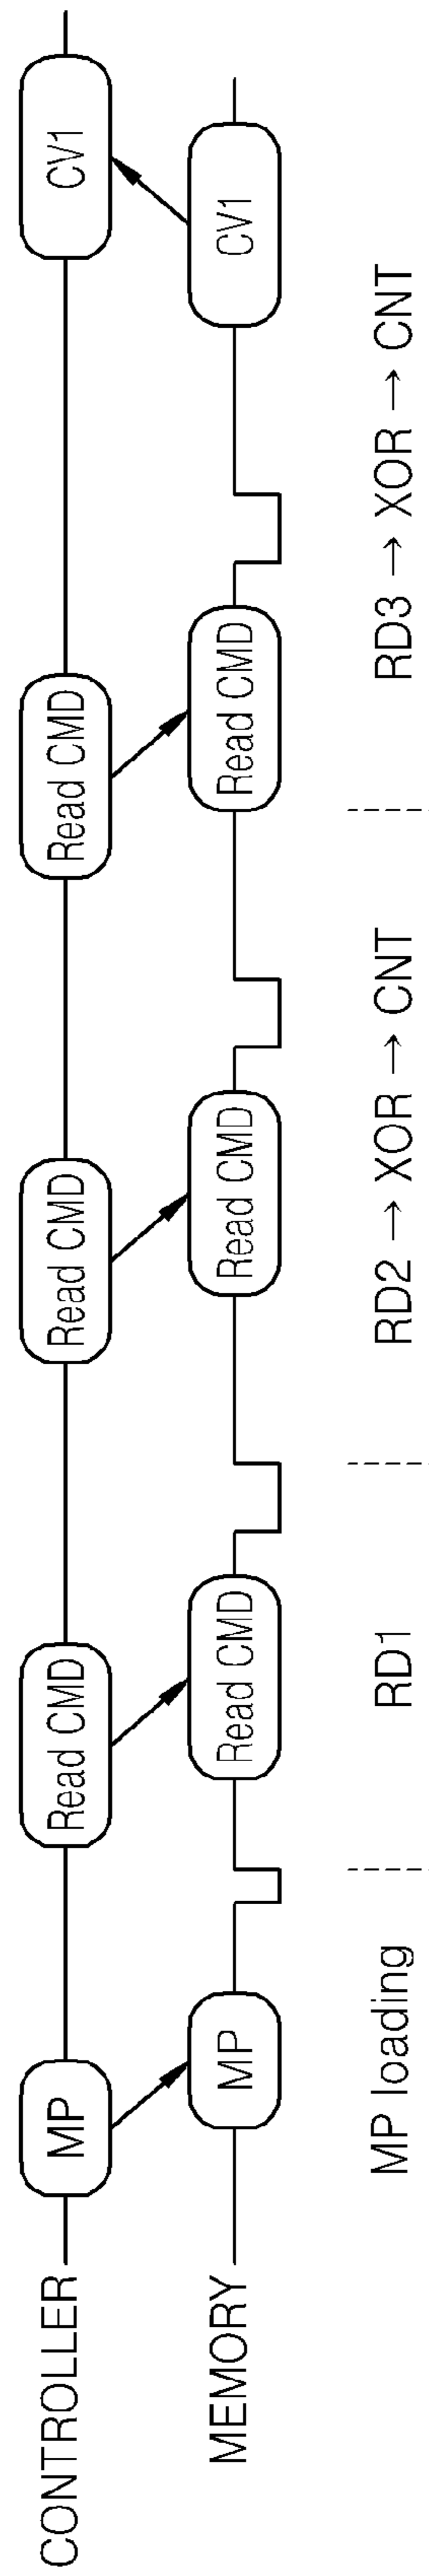 CONTROLLER MP Read CMD Read CMD Read CMD CV1
MEMORY MP Read CMD Read CMD Read CMD CV1
MP loading RD1 RD2 → XOR → CNT RD3 → XOR → CNT